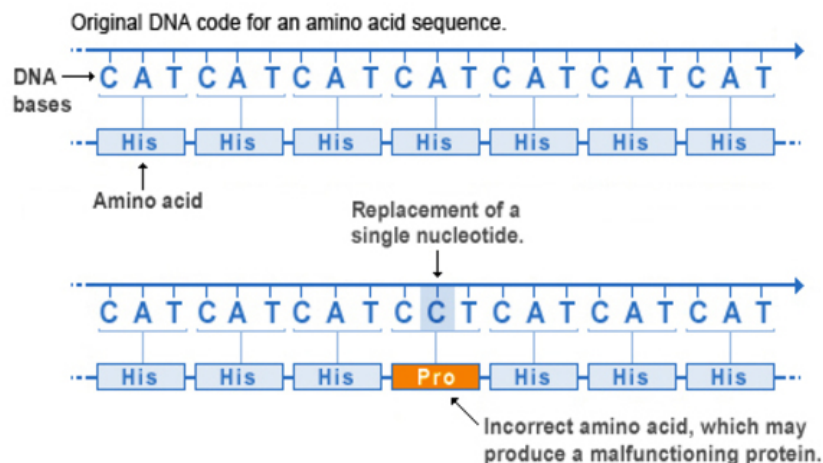 Original DNA code for an amino acid sequence.
DNA
bases
C A T C A T C A T C A T C A T C A T C A T
His His His His His His His
Amino acid
Replacement of a
single nucleotide.
C A T C A T C A T C C T C A T C A T C A T
His His His Pro His His His
Incorrect amino acid, which may
produce a malfunctioning protein.